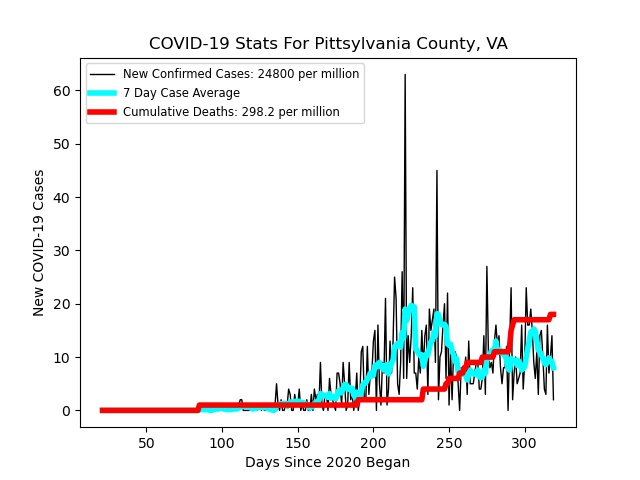 COVID-19 Stats For Pittsylvania County, VA
New Confirmed Cases: 24800 per million
7 Day Case Average
Cumulative Deaths: 298.2 per million
New COVID-19 Cases
60
50
40
30
20
10
0
50 100 150 200 250 300
Days Since 2020 Began